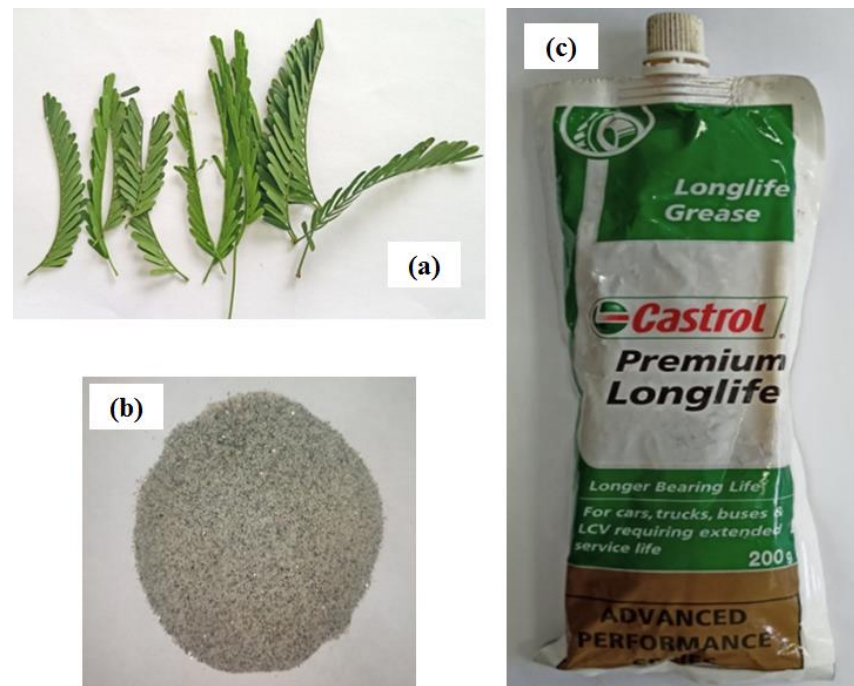 (a)
(b)
(c)
Longlife
Grease
Castrol
Premium
Longlife
Longer Bearing Life
For cars, trucks, buses &
LCV requiring extended
service life
200g
ADVANCED
PERFORMANCE